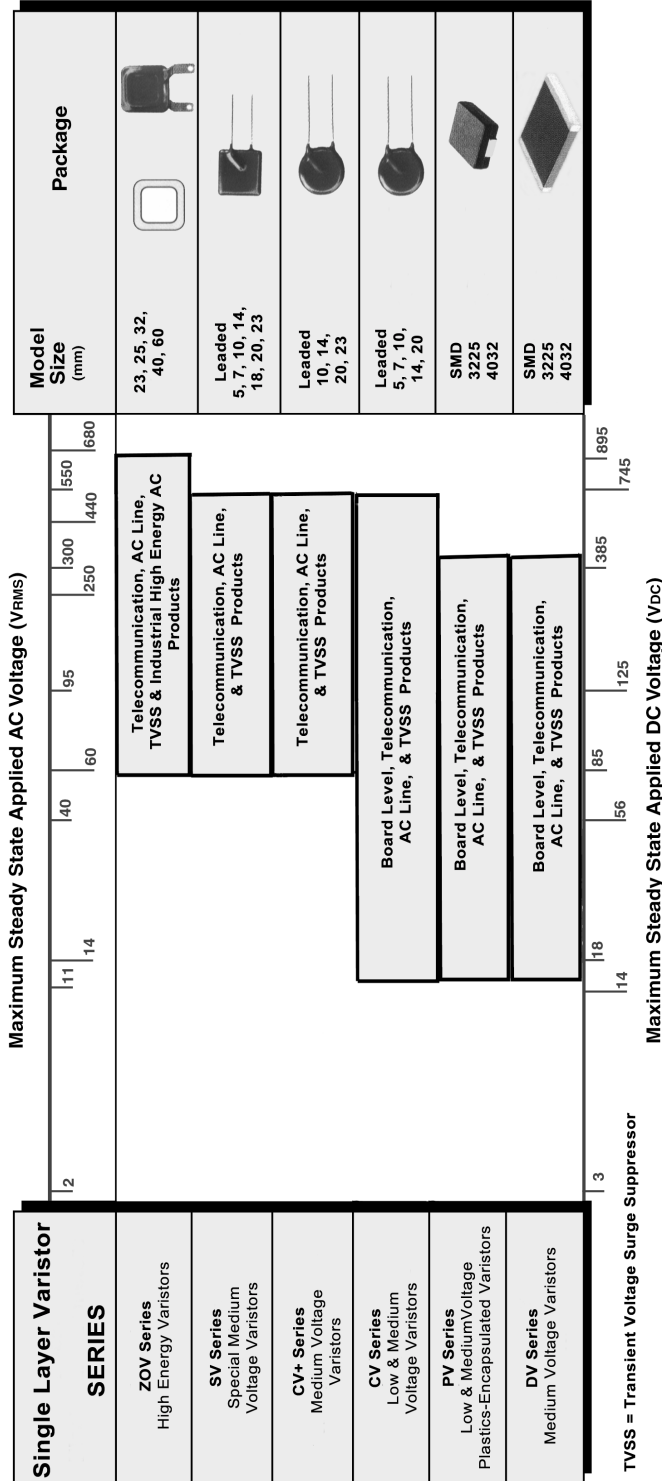 Single Layer Varistor
SERIES
Maximum Steady State Applied AC Voltage (VRMS)
2
11
14
40
60
95
250
300
440
550
680
Model
Size
(mm)
Package
ZOV Series
High Energy Varistors
Telecommunication, AC Line,
TVSS & Industrial High Energy AC
Products
23, 25, 32,
40, 60
SV Series
Special Medium
Voltage Varistors
Telecommunication, AC Line,
& TVSS Products
Leaded
5, 7, 10, 14,
18, 20, 23
CV+ Series
Medium Voltage
Varistors
Telecommunication, AC Line,
& TVSS Products
Leaded
10, 14,
20, 23
CV Series
Low & Medium
Voltage Varistors
Board Level, Telecommunication,
AC Line, & TVSS Products
Leaded
5, 7, 10,
14, 20
PV Series
Low & MediumVoltage
Plastics-Encapsulated Varistors
Board Level, Telecommunication,
AC Line, & TVSS Products
SMD
3225
4032
DV Series
Medium Voltage Varistors
Board Level, Telecommunication,
AC Line, & TVSS Products
SMD
3225
4032
3
14
18
56
85
125
385
745
895
TVSS = Transient Voltage Surge Suppressor
Maximum Steady State Applied DC Voltage (VDC)